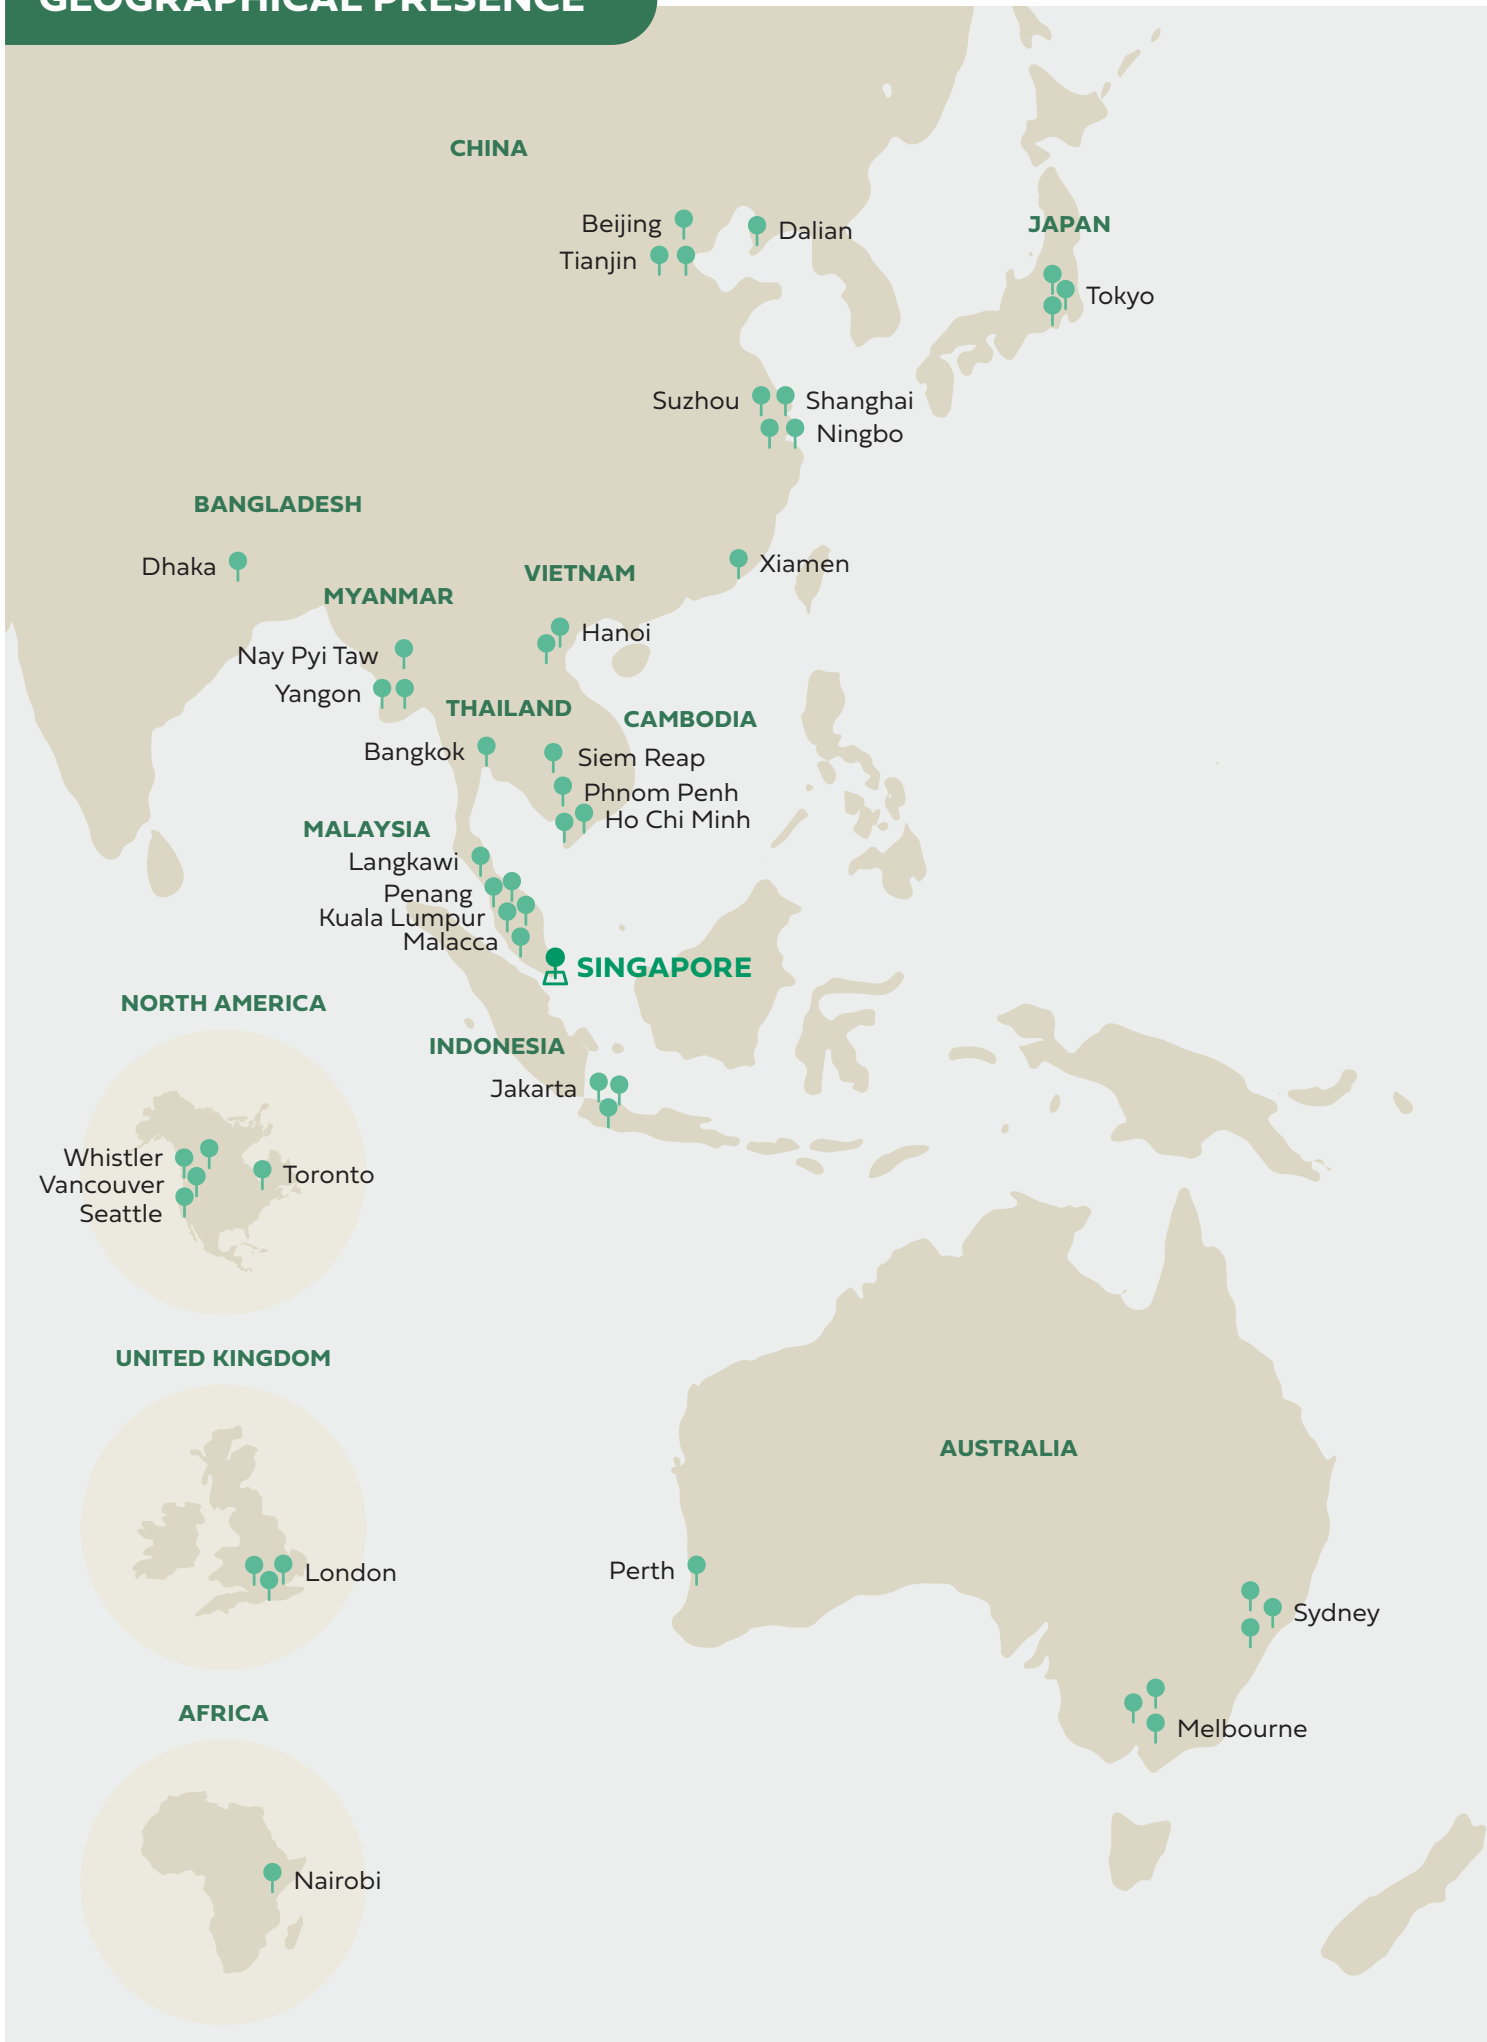 GEOGRAPHICAL PRESENCE
CHINA
Beijing
Dalian
JAPAN
Tianjin
Tokyo
Suzhou
Shanghai
Ningbo
BANGLADESH
Dhaka
Xiamen
VIETNAM
MYANMAR
Hanoi
Nay Pyi Taw
Yangon
THAILAND
CAMBODIA
Bangkok
Siem Reap
Phnom Penh
Ho Chi Minh
MALAYSIA
Langkawi
Penang
Kuala Lumpur
Malacca
SINGAPORE
NORTH AMERICA
INDONESIA
Jakarta
Whistler
Vancouver
Seattle
Toronto
UNITED KINGDOM
London
AUSTRALIA
Perth
Sydney
Melbourne
AFRICA
Nairobi